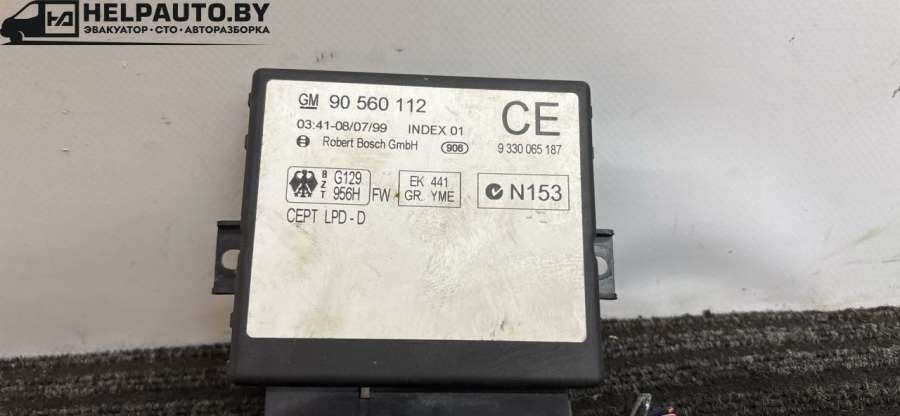 HELPAUTO.BY
ЭВАКУАТОР · СТО · АВТОРАЗБОРКА
GM 90 560 112
CE
03:41-08/07/99 INDEX 01
Robert Bosch GmbH 906
9 330 065 187
BZT G129 956H FW
EK 441
GR. YME
N153
CEPT LPD - D